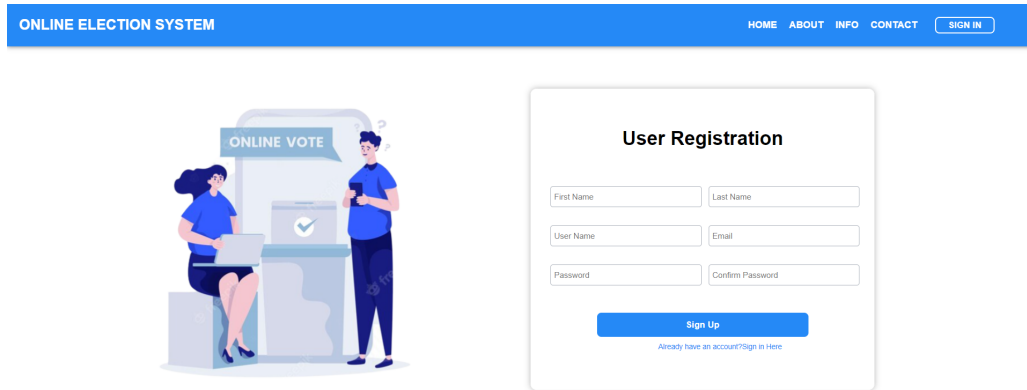 ONLINE ELECTION SYSTEM
HOME ABOUT INFO CONTACT SIGN IN
ONLINE VOTE
User Registration
First Name Last Name
User Name Email
Password Confirm Password
Sign Up
Already have an account?Sign in Here